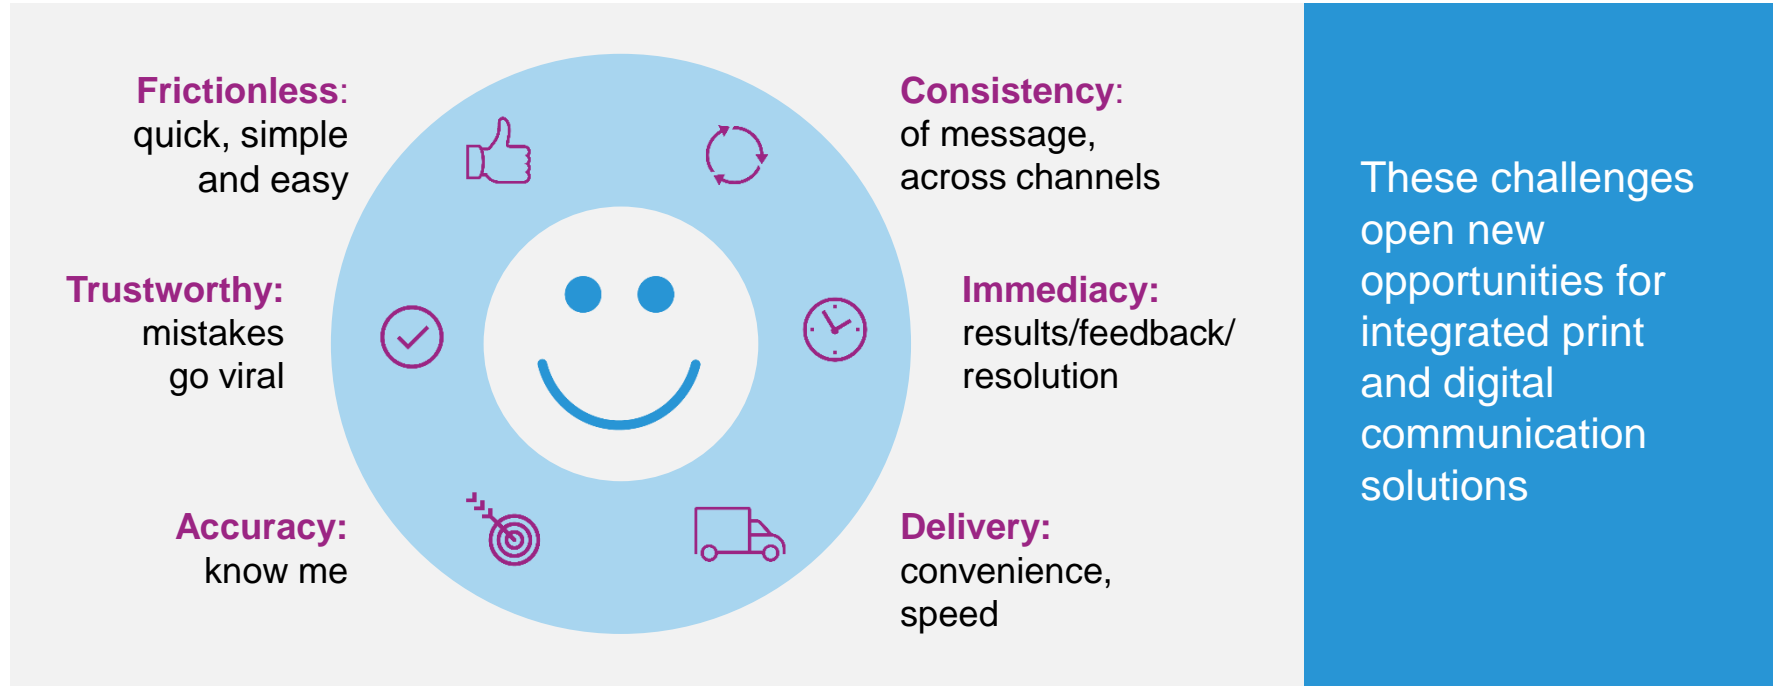 Frictionless:
quick, simple
and easy
Consistency:
of message,
across channels
Trustworthy:
mistakes
go viral
Immediacy:
results/feedback/
resolution
Accuracy:
know me
Delivery:
convenience,
speed
These challenges
open new
opportunities for
integrated print
and digital
communication
solutions